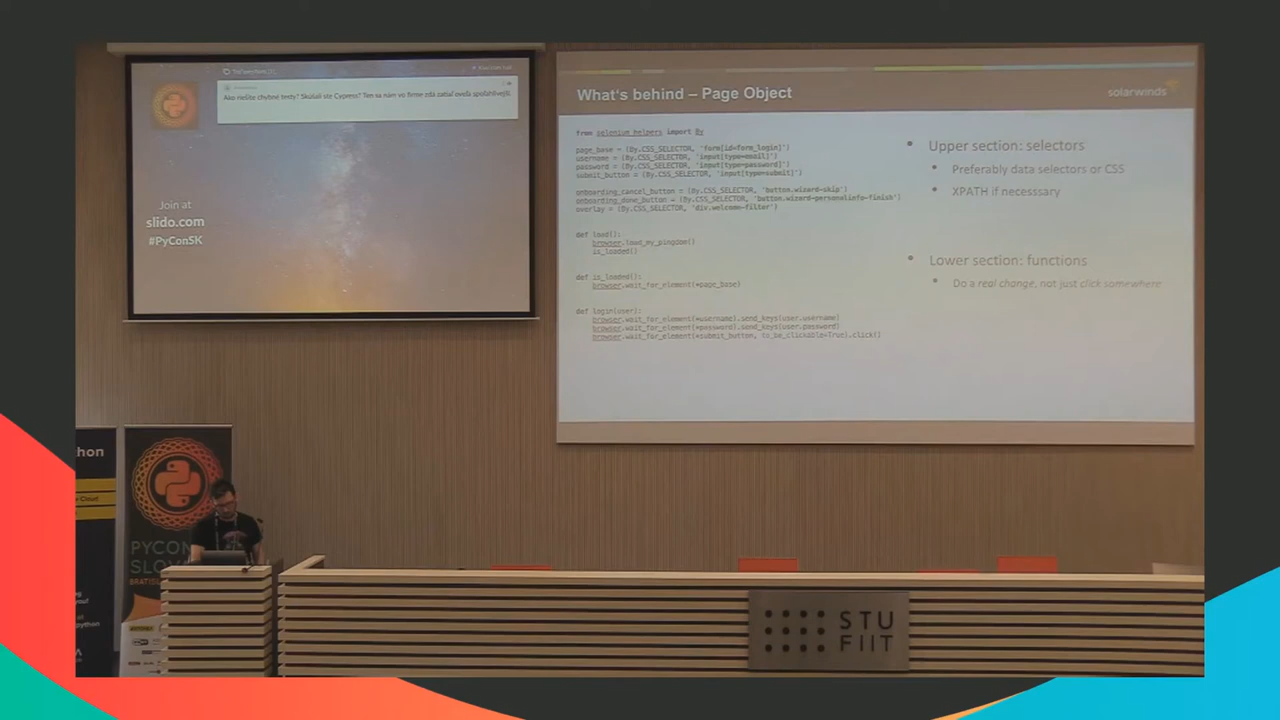 Ako riešite chybné testy? Skúšali ste Cypress? Ten sa nám vo firme zdá zatiaľ oveľa spoľahlivejší.
Join at
slido.com
#PyConSK
What's behind – Page Object
solarwinds
from selenium_helpers import By
page_base = (By.CSS_SELECTOR, 'form[id=form_login]')
username = (By.CSS_SELECTOR, 'input[type=email]')
password = (By.CSS_SELECTOR, 'input[type=password]')
submit_button = (By.CSS_SELECTOR, 'input[type=submit]')
onboarding_cancel_button = (By.CSS_SELECTOR, 'button.wizard-skip')
onboarding_done_button = (By.CSS_SELECTOR, 'button.wizard-personalinfo-finish')
overlay = (By.CSS_SELECTOR, 'div.welcome-filter')
def load():
browser.load_my_pingdom()
is_loaded()
def is_loaded():
browser.wait_for_element(*page_base)
def login(user):
browser.wait_for_element(*username).send_keys(user.username)
browser.wait_for_element(*password).send_keys(user.password)
browser.wait_for_element(*submit_button, to_be_clickable=True).click()
Upper section: selectors
Preferably data selectors or CSS
XPATH if necesssary
Lower section: functions
Do a real change, not just click somewhere
hon
Cloud
PYCON
SLOV
BRATIS
python
STU
FIIT